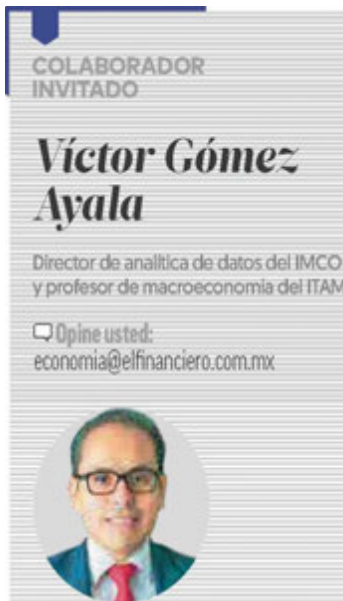 COLABORADOR
INVITADO
Víctor Gómez
Ayala
Director de analítica de datos del IMCO
y profesor de macroeconomía del ITAM
Opine usted:
economia@elfinanciero.com.mx